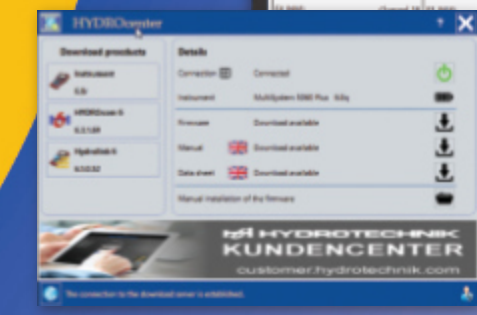 HYDROcenter
?
Download products
Details
Instrument
Connection
Connected
Instrument
MultiSystem 5060 Plus
Firmware
Download available
Manual
Download available
Data sheet
Download available
Manual installation of the firmware
HYDROTECHNIK
KUNDENCENTER
customer.hydrotechnik.com
The connection to the download server is established.